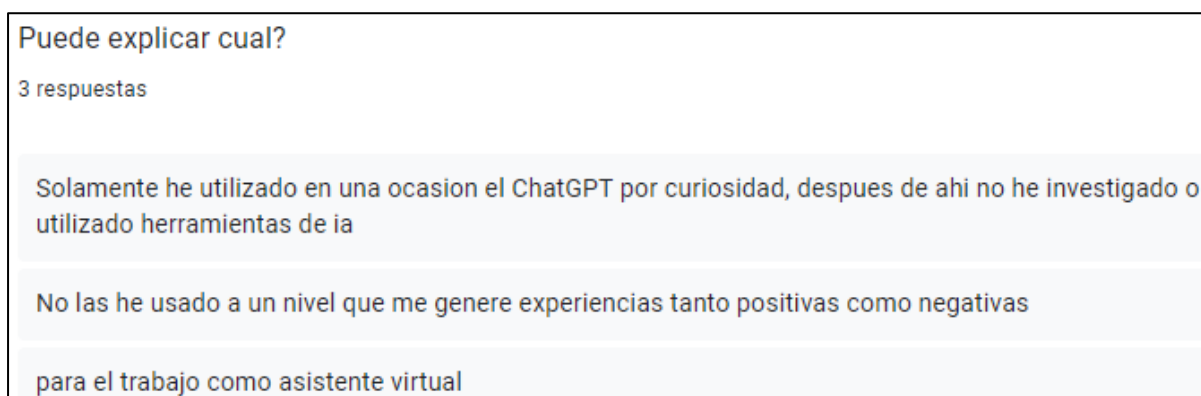 Puede explicar cual?
3 respuestas
Solamente he utilizado en una ocasion el ChatGPT por curiosidad, despues de ahi no he investigado o
utilizado herramientas de ia
No las he usado a un nivel que me genere experiencias tanto positivas como negativas
para el trabajo como asistente virtual